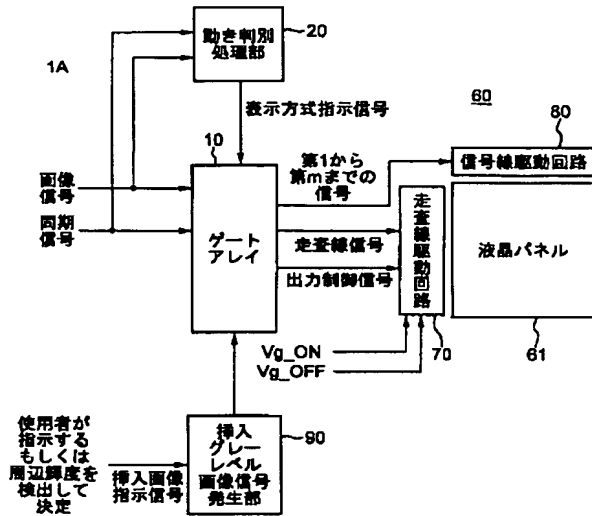 1A
動き判別
処理部
20
表示方式指示信号
60
10
80
第1から
第mまでの
信号
信号線駆動回路
画像
信号
同期
信号
ゲート
アレイ
走査線信号
出力制御信号
走査線駆動回路
液晶パネル
Vg_ON
Vg_OFF
70
61
使用者が
指示する
もしくは
周辺輝度を
検出して
決定
挿入画像
指示信号
挿入
グレー
レベル
画像信号
発生部
90